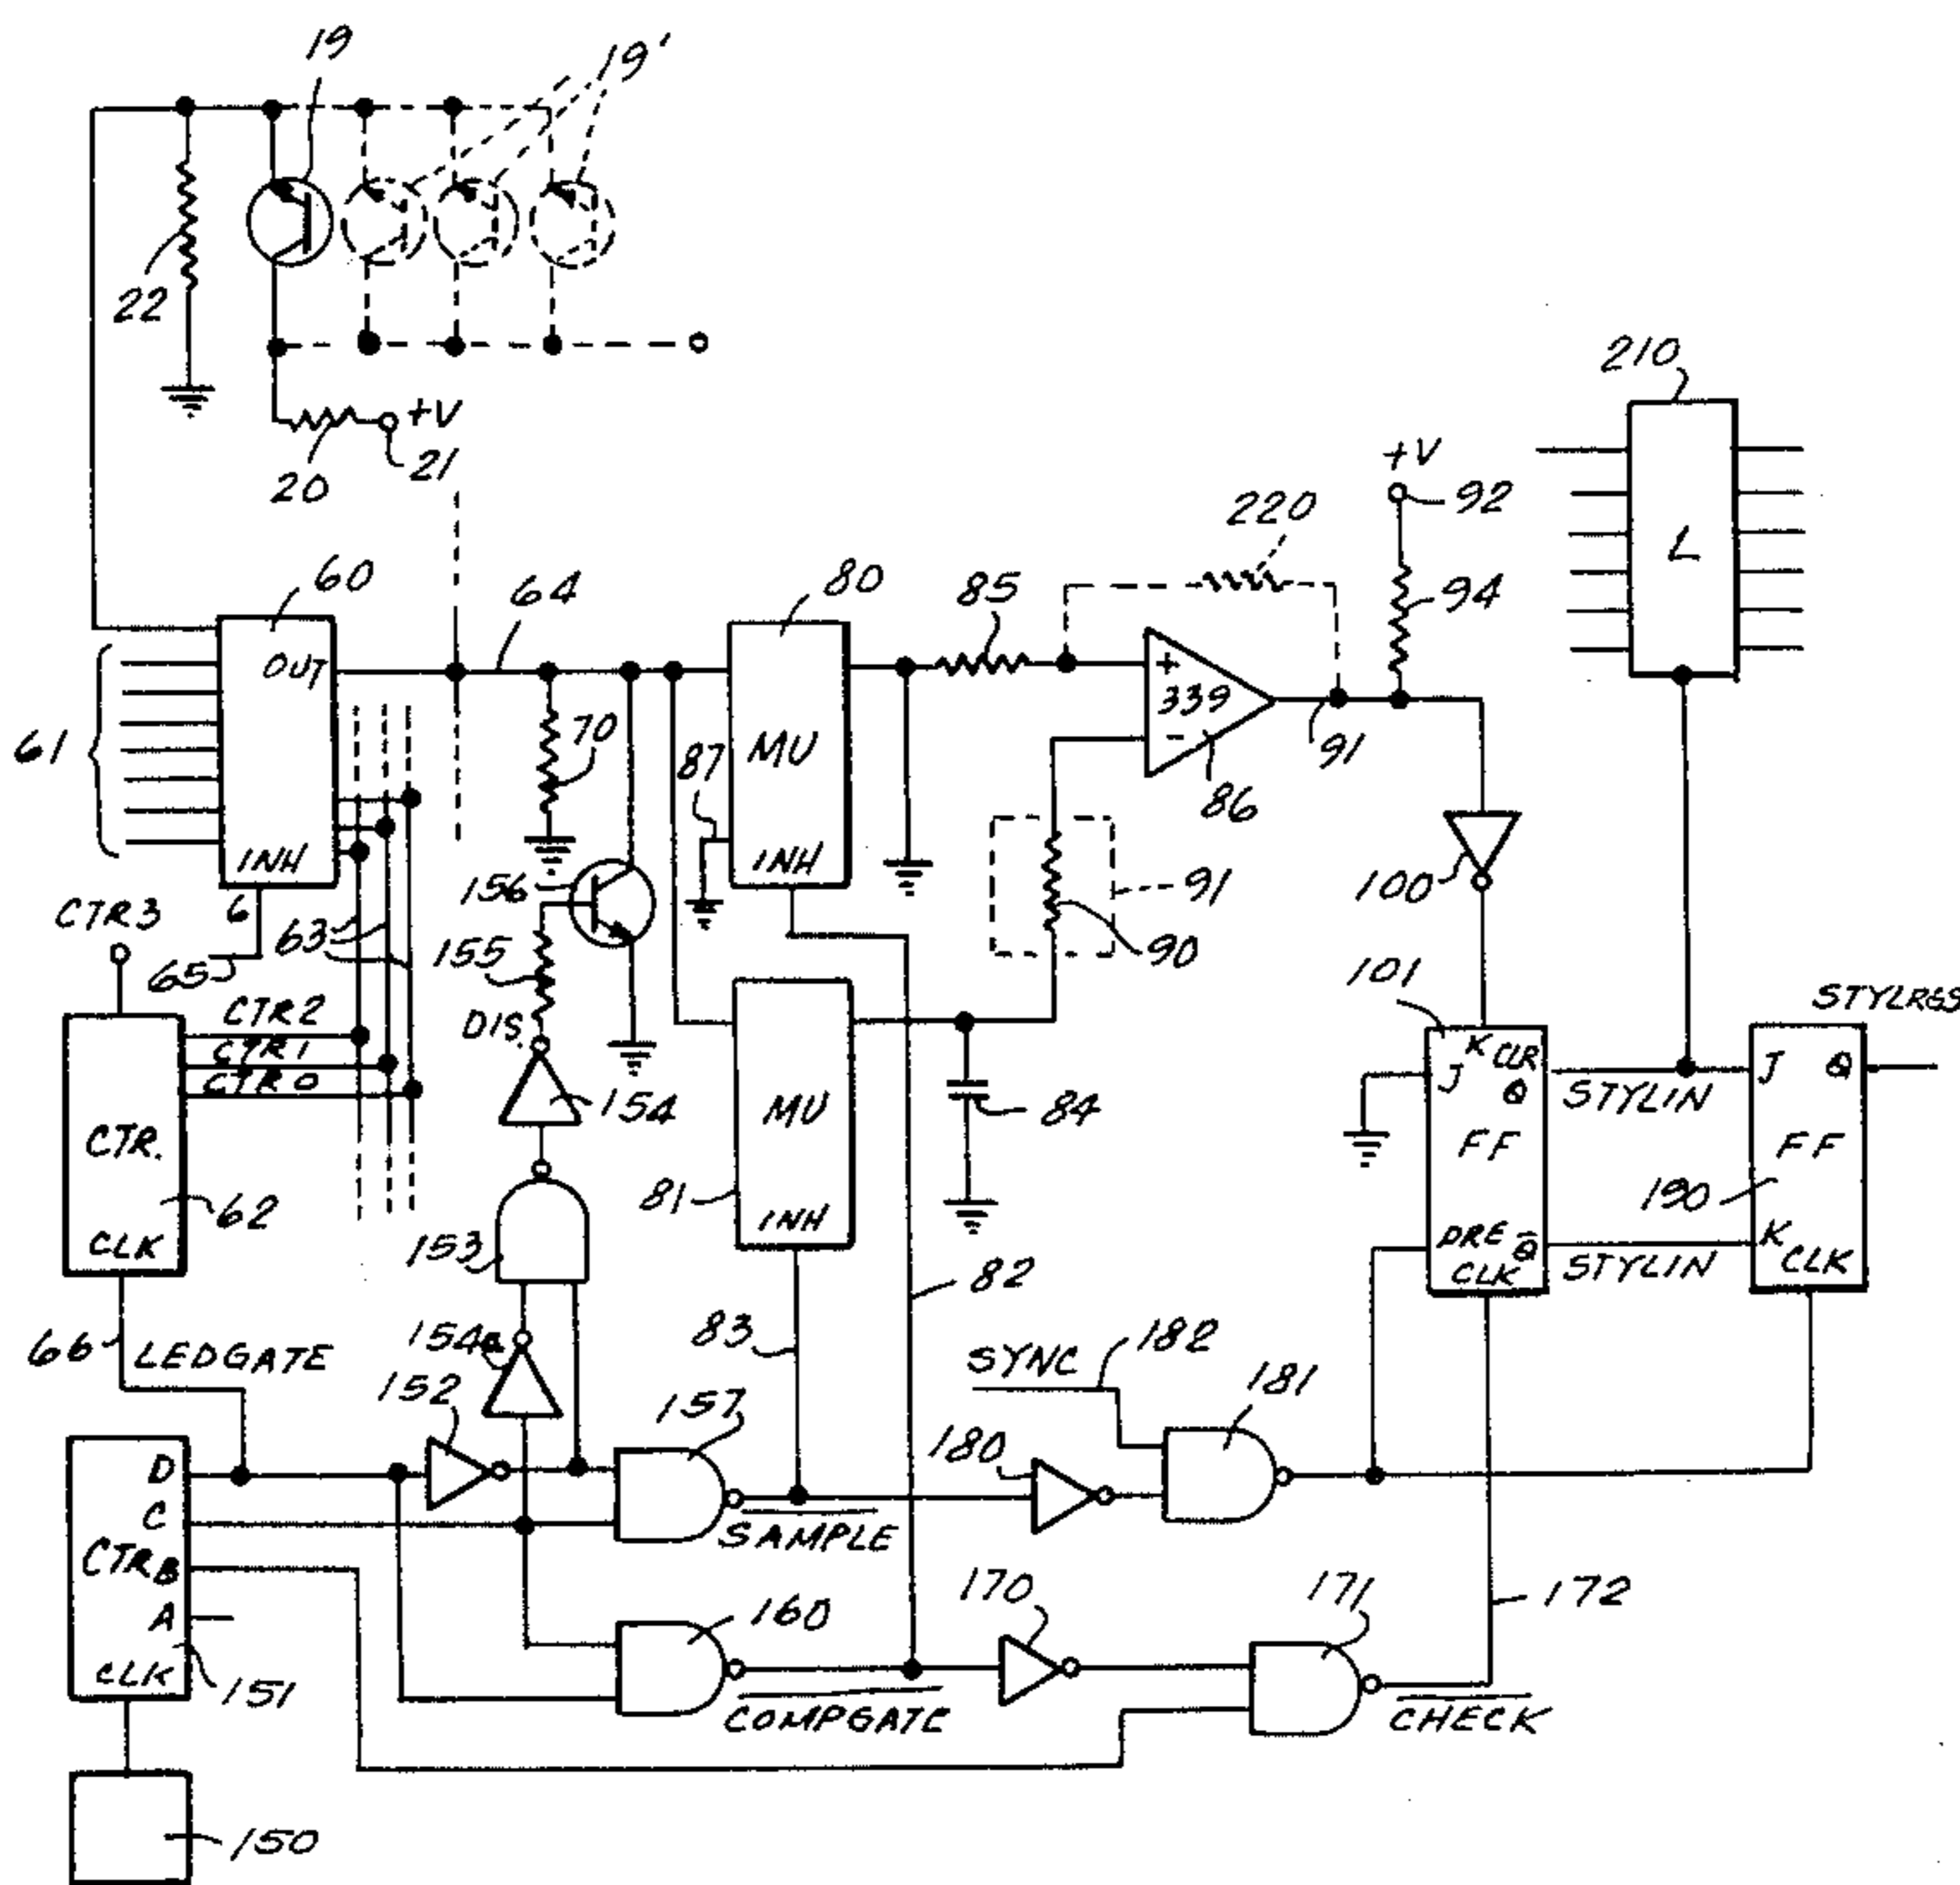 19
19'
22
+V
20
21
210
+V
92
220
94
60
64
80
85
OUT
+
339
-
L
61
70
87
MU
86
91
INH
INH
156
100
91
90
6
CTR3
63
65
155
101
STYLRGS
CTR2
CTR1
CTR0
DIS.
K CLR
J
Q
STYLIN
J
Q
154
MU
84
FF
FF
CTR.
62
81
190
CLK
153
INH
PRE Q̅
CLK
STYLIN
K
CLK
82
66
LEDGATE
154a
83
152
157
SYNC
182
181
180
D
C
CTR B
A
CLK
SAMPLE
151
160
170
171
172
COMPGATE
CHECK
150